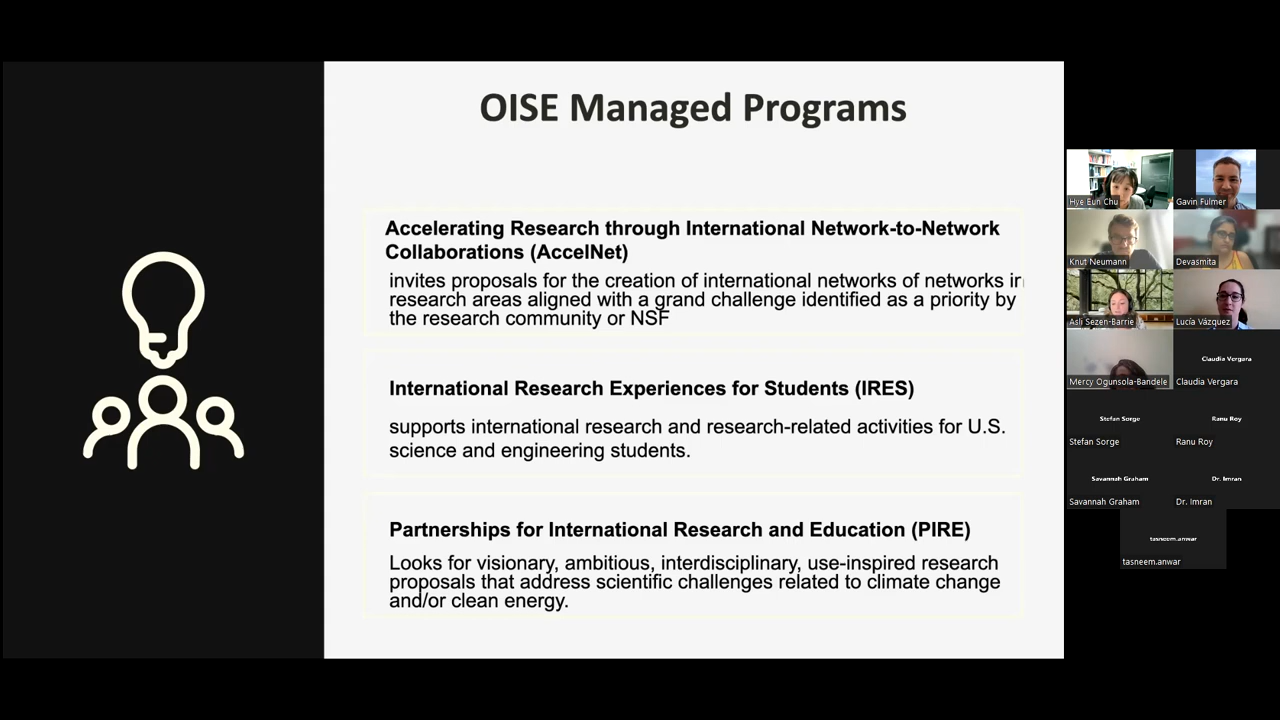 OISE Managed Programs
Accelerating Research through International Network-to-Network
Collaborations (AccelNet)
invites proposals for the creation of international networks of networks in
research areas aligned with a grand challenge identified as a priority by
the research community or NSF
International Research Experiences for Students (IRES)
supports international research and research-related activities for U.S.
science and engineering students.
Partnerships for International Research and Education (PIRE)
Looks for visionary, ambitious, interdisciplinary, use-inspired research
proposals that address scientific challenges related to climate change
and/or clean energy.
Hye Eun Chu
Gavin Fulmer
Knut Neumann
Devasmita
Asli Sezen-Barrie
Lucía Vázquez
Mercy Ogunsola-Bandele
Claudia Vergara
Claudia Vergara
Stefan Sorge
Ranu Roy
Stefan Sorge
Ranu Roy
Savannah Graham
Dr. Imran
Savannah Graham
Dr. Imran
tasneem.anwar
tasneem.anwar